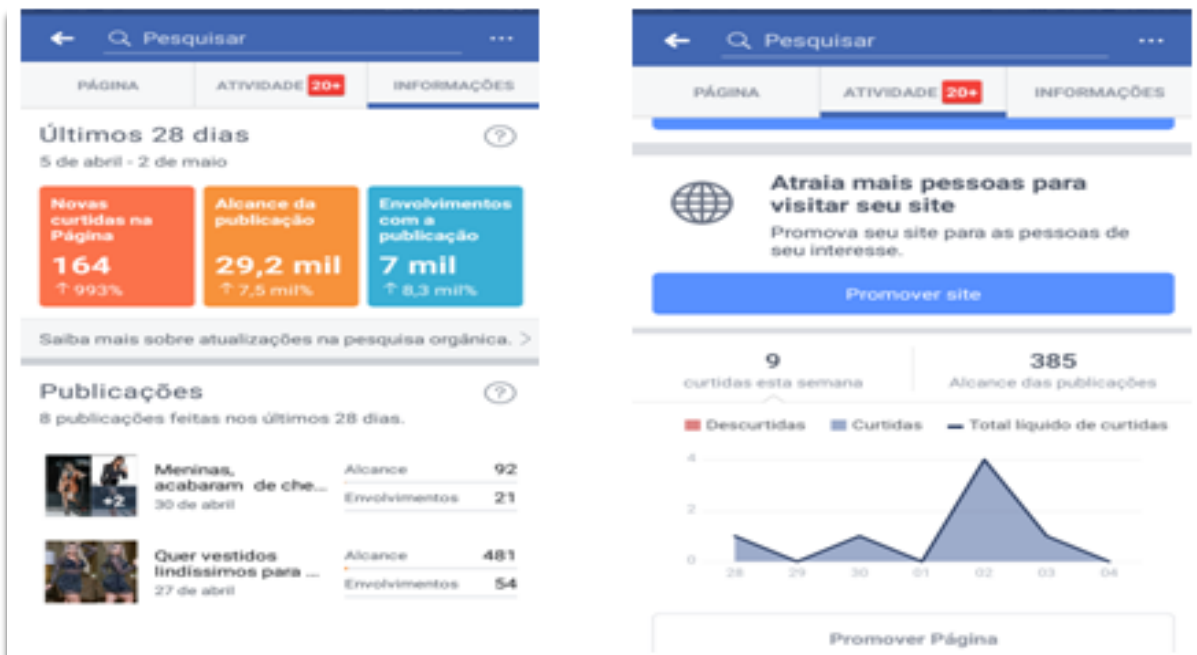 Pesquisar ...
PÁGINA ATIVIDADE 20+ INFORMAÇÕES
Últimos 28 dias ?
5 de abril - 2 de maio
Novas
curtidas na
Página
164
↑ 993%
Alcance da
publicação
29,2 mil
↑ 7,5 mil%
Envolvimentos
com a
publicação
7 mil
↑ 8,3 mil%
Saiba mais sobre atualizações na pesquisa orgânica. >
Publicações ?
8 publicações feitas nos últimos 28 dias.
+2
Meninas,
acabaram de che...
30 de abril
Alcance 92
Envolvimentos 21
Quer vestidos
lindíssimos para ...
27 de abril
Alcance 481
Envolvimentos 54
Pesquisar ...
PÁGINA ATIVIDADE 20+ INFORMAÇÕES
Atraia mais pessoas para
visitar seu site
Promova seu site para as pessoas de
seu interesse.
Promover site
9
curtidas esta semana
385
Alcance das publicações
Descurtidas Curtidas Total líquido de curtidas
4
2
0
28 29 30 01 02 03 04
Promover Página